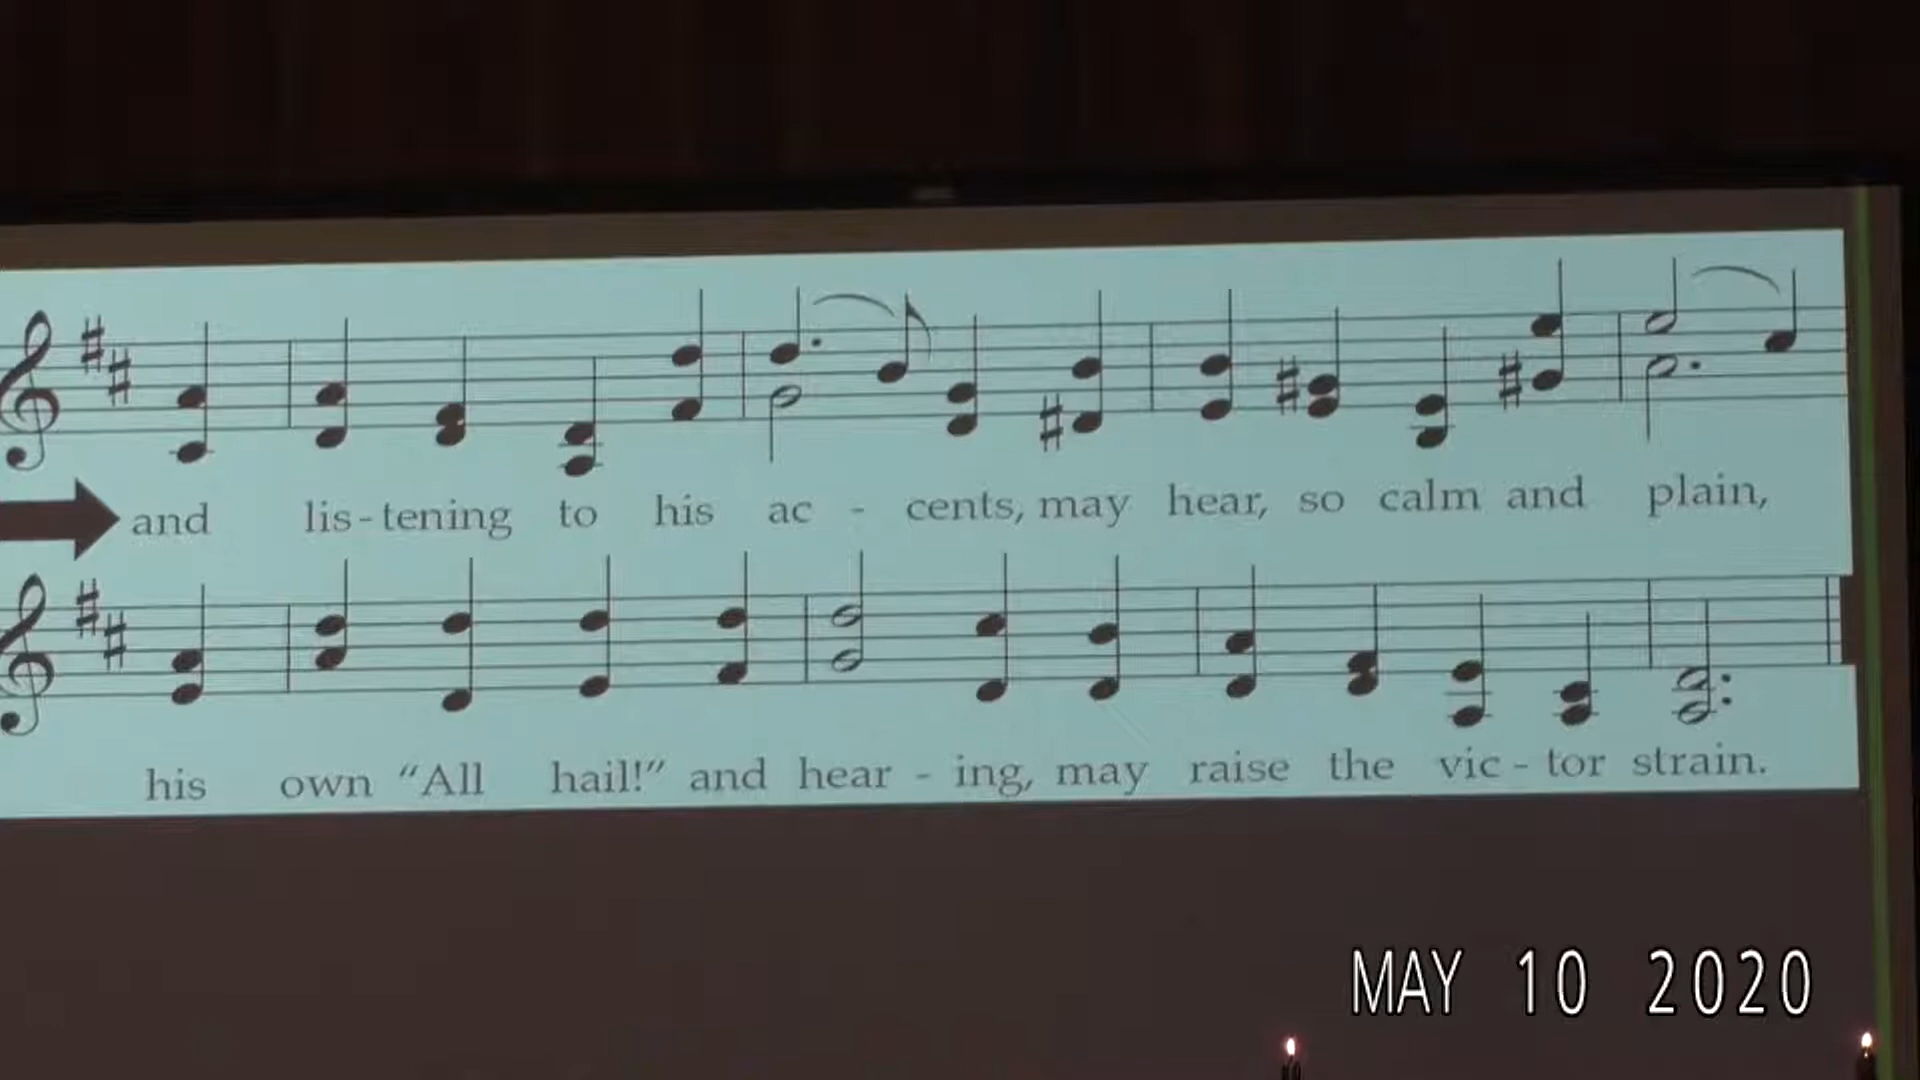 and lis - tening to his ac - cents, may hear, so calm and plain,
his own “All hail!” and hear - ing, may raise the vic - tor strain.
MAY 10 2020